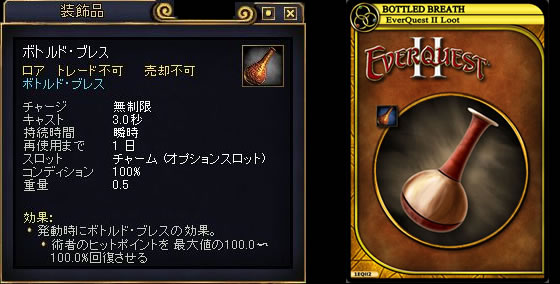 装飾品
ボトルド・ブレス
ロア トレード不可 売却不可
ボトルド・ブレス
チャージ 無制限
キャスト 3.0秒
持続時間 瞬時
再使用まで 1 日
スロット チャーム (オプションスロット)
コンディション 100%
重量 0.5
効果:
• 発動時にボトルド・ブレスの効果。
• 術者のヒットポイントを 最大値の100.0～
100.0%回復させる
BOTTLED BREATH
EverQuest II Loot
EVERQUEST
II